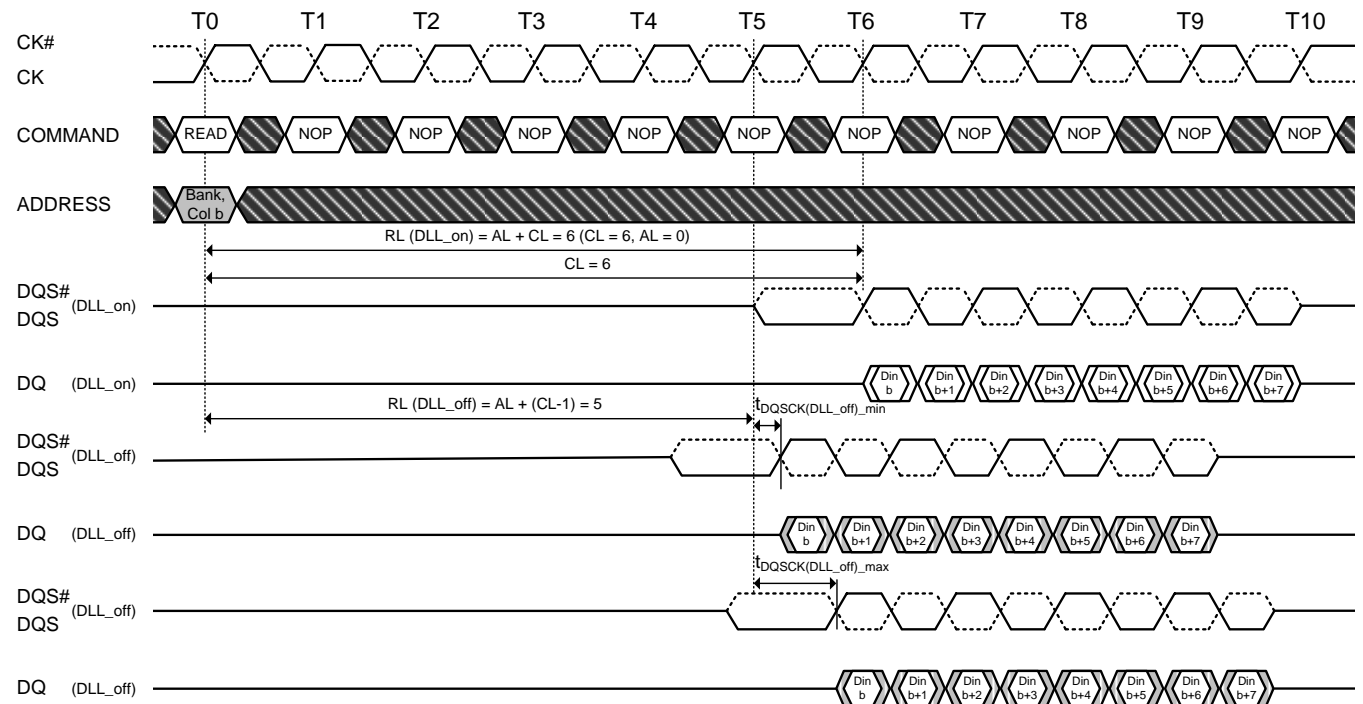 T0 T1 T2 T3 T4 T5 T6 T7 T8 T9 T10
CK#
CK
COMMAND READ NOP NOP NOP NOP NOP NOP NOP NOP NOP NOP
ADDRESS Bank,
Col b
RL (DLL_on) = AL + CL = 6 (CL = 6, AL = 0)
CL = 6
DQS# (DLL_on)
DQS
DQ (DLL_on) Din b Din b+1 Din b+2 Din b+3 Din b+4 Din b+5 Din b+6 Din b+7
RL (DLL_off) = AL + (CL-1) = 5 tDQSCK(DLL_off)_min
DQS# (DLL_off)
DQS
DQ (DLL_off) Din b Din b+1 Din b+2 Din b+3 Din b+4 Din b+5 Din b+6 Din b+7
tDQSCK(DLL_off)_max
DQS# (DLL_off)
DQS
DQ (DLL_off) Din b Din b+1 Din b+2 Din b+3 Din b+4 Din b+5 Din b+6 Din b+7